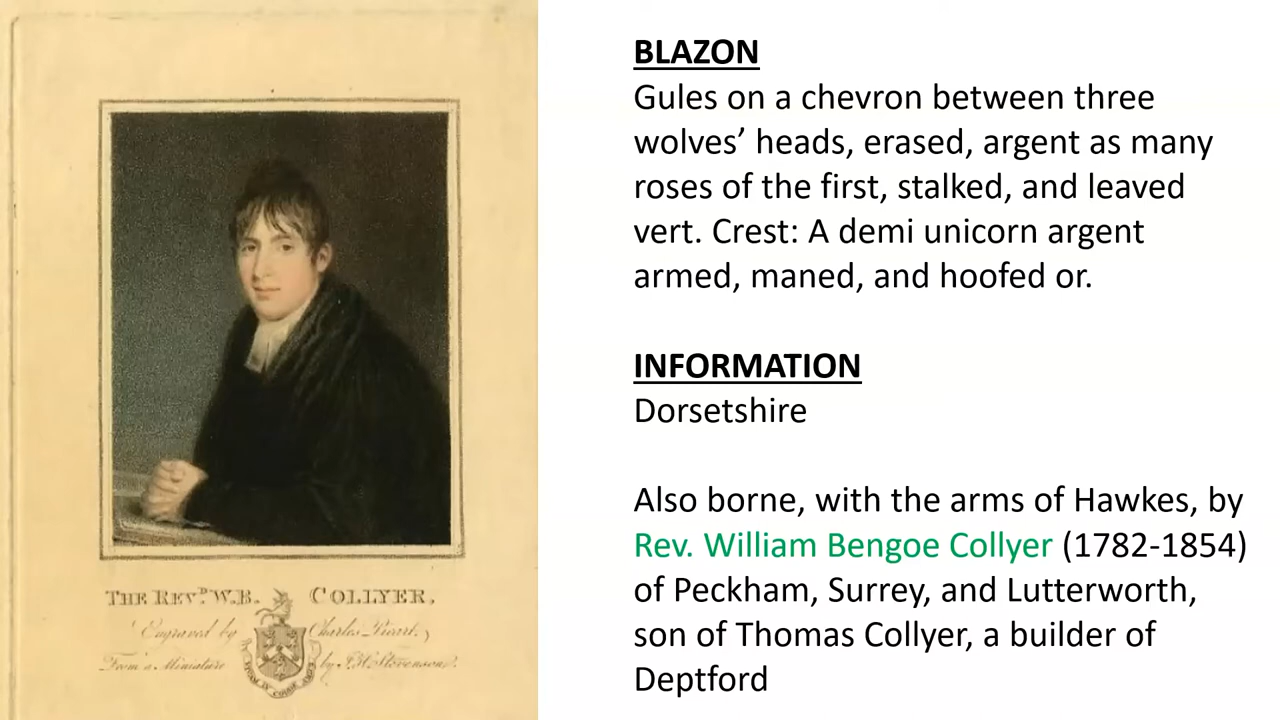 BLAZON
Gules on a chevron between three
wolves’ heads, erased, argent as many
roses of the first, stalked, and leaved
vert. Crest: A demi unicorn argent
armed, maned, and hoofed or.
INFORMATION
Dorsetshire
Also borne, with the arms of Hawkes, by
Rev. William Bengoe Collyer (1782-1854)
of Peckham, Surrey, and Lutterworth,
son of Thomas Collyer, a builder of
Deptford
THE REVD. W.B. COLLYER,
Engraved by Charles Picart,
From a Miniature by